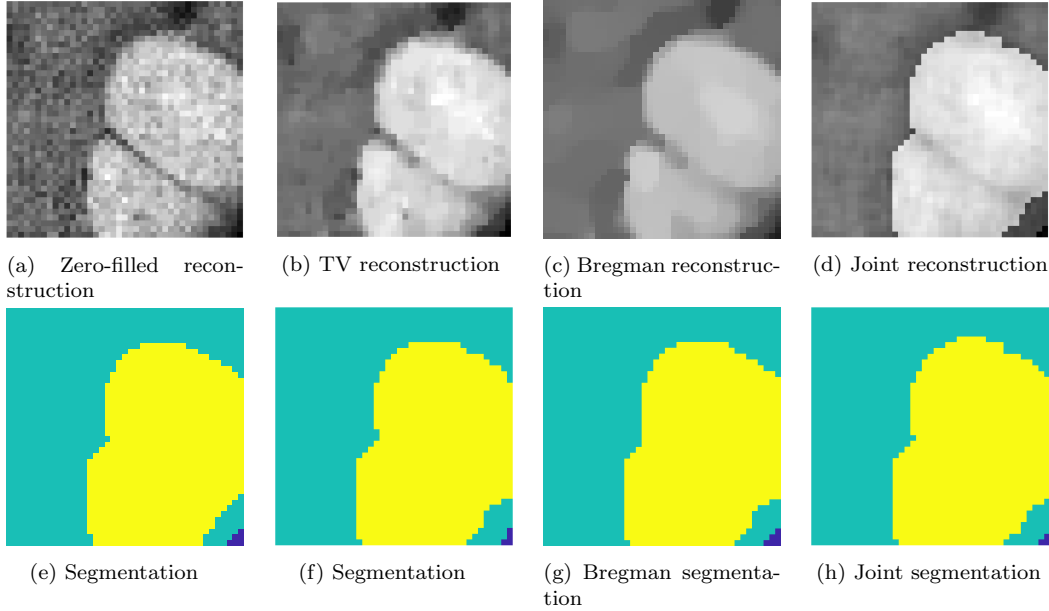 (a) Zero-filled recon-
struction
(b) TV reconstruction
(c) Bregman reconstruc-
tion
(d) Joint reconstruction
(e) Segmentation
(f) Segmentation
(g) Bregman segmenta-
tion
(h) Joint segmentation